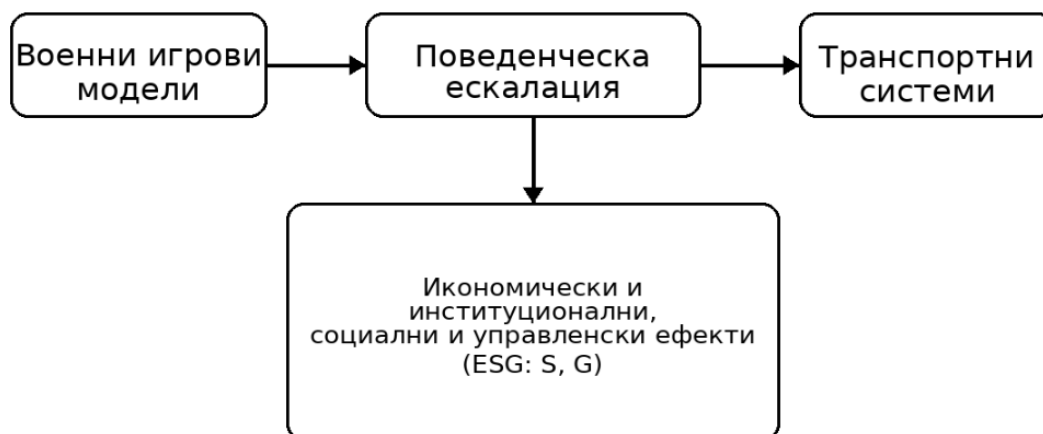 Военни игрови
модели
Поведенческа
ескалация
Транспортни
системи
Икономически и
институционални,
социални и управленски ефекти
(ESG: S, G)